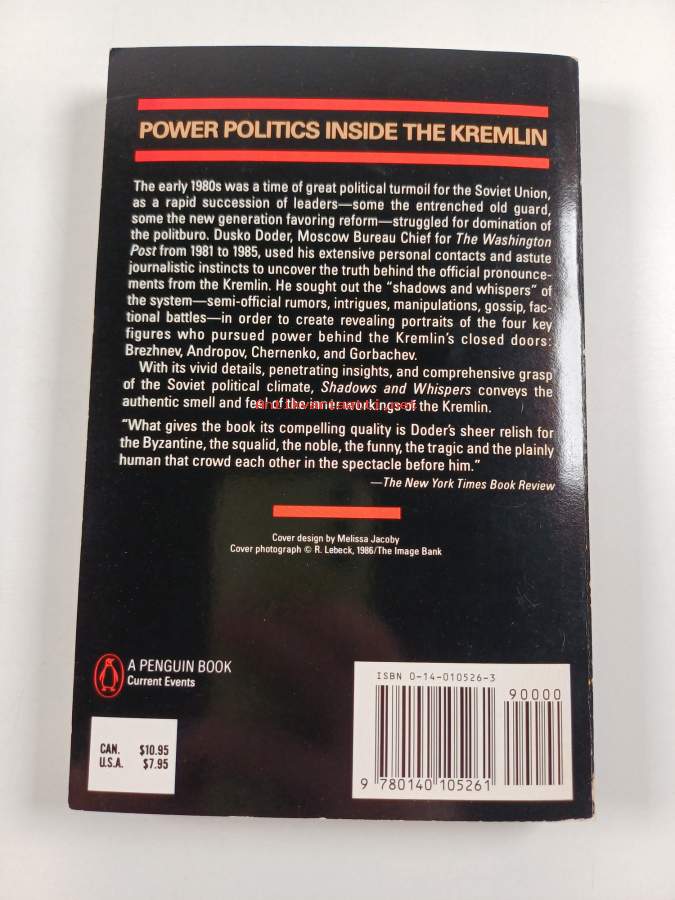 POWER POLITICS INSIDE THE KREMLIN
The early 1980s was a time of great political turmoil for the Soviet Union,
as a rapid succession of leaders—some the entrenched old guard,
some the new generation favoring reform—struggled for domination of
the politburo. Dusko Doder, Moscow Bureau Chief for The Washington
Post from 1981 to 1985, used his extensive personal contacts and astute
journalistic instincts to uncover the truth behind the official pronounce-
ments from the Kremlin. He sought out the "shadows and whispers" of
the system—semi-official rumors, intrigues, manipulations, gossip, fac-
tional battles—in order to create revealing portraits of the four key
figures who pursued power behind the Kremlin's closed doors:
Brezhnev, Andropov, Chernenko, and Gorbachev.
With its vivid details, penetrating insights, and comprehensive grasp
of the Soviet political climate, Shadows and Whispers conveys the
authentic smell and of the workings of the Kremlin.
"What gives the book its compelling quality is Doder's sheer relish for
the Byzantine, the squalid, the noble, the funny, the tragic and the plainly
human that crowd each other in the spectacle before him."
—The New York Times Book Review
Cover design by Melissa Jacoby
Cover photograph © R. Lebeck, 1986/The Image Bank
A PENGUIN BOOK
Current Events
CAN. $10.95
U.S.A. $7.95
ISBN 0-14-010526-3
90000
9 780140 105261